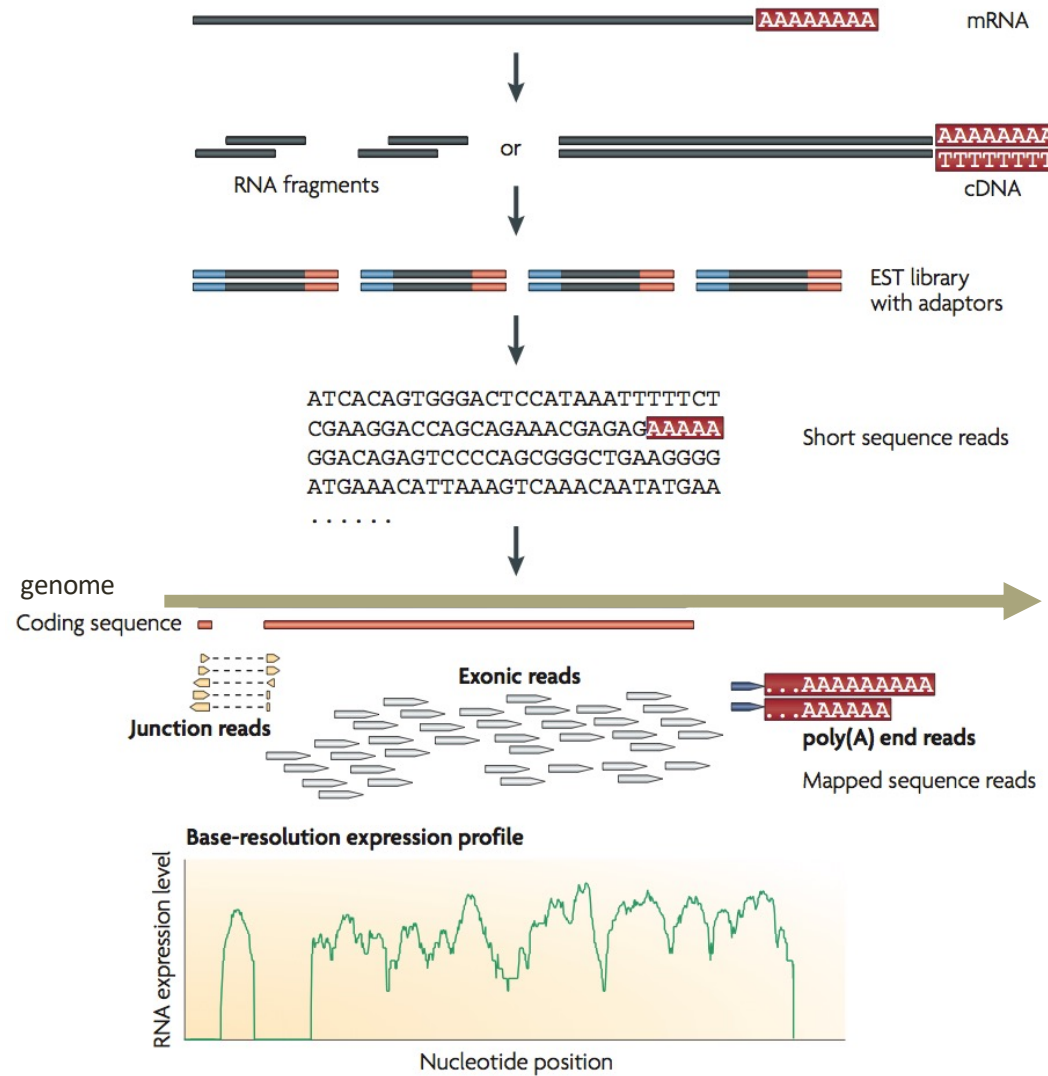 AAAAAAAA
mRNA
or
AAAAAAAA
TTTTTTTT
RNA fragments
cDNA
EST library
with adaptors
ATCACAGTGGGACTCCATAAATTTTTCT
CGAAGGACCAGCAGAAACGAGAGAAAAA
GGACAGAGTCCCCAGCGGGCTGAAGGGG
ATGAAACATTAAAGTCAAACAATATGAA
. . . . . .
Short sequence reads
genome
Coding sequence
Junction reads
Exonic reads
...AAAAAAAAA
...AAAAAA
poly(A) end reads
Mapped sequence reads
Base-resolution expression profile
RNA expression level
Nucleotide position